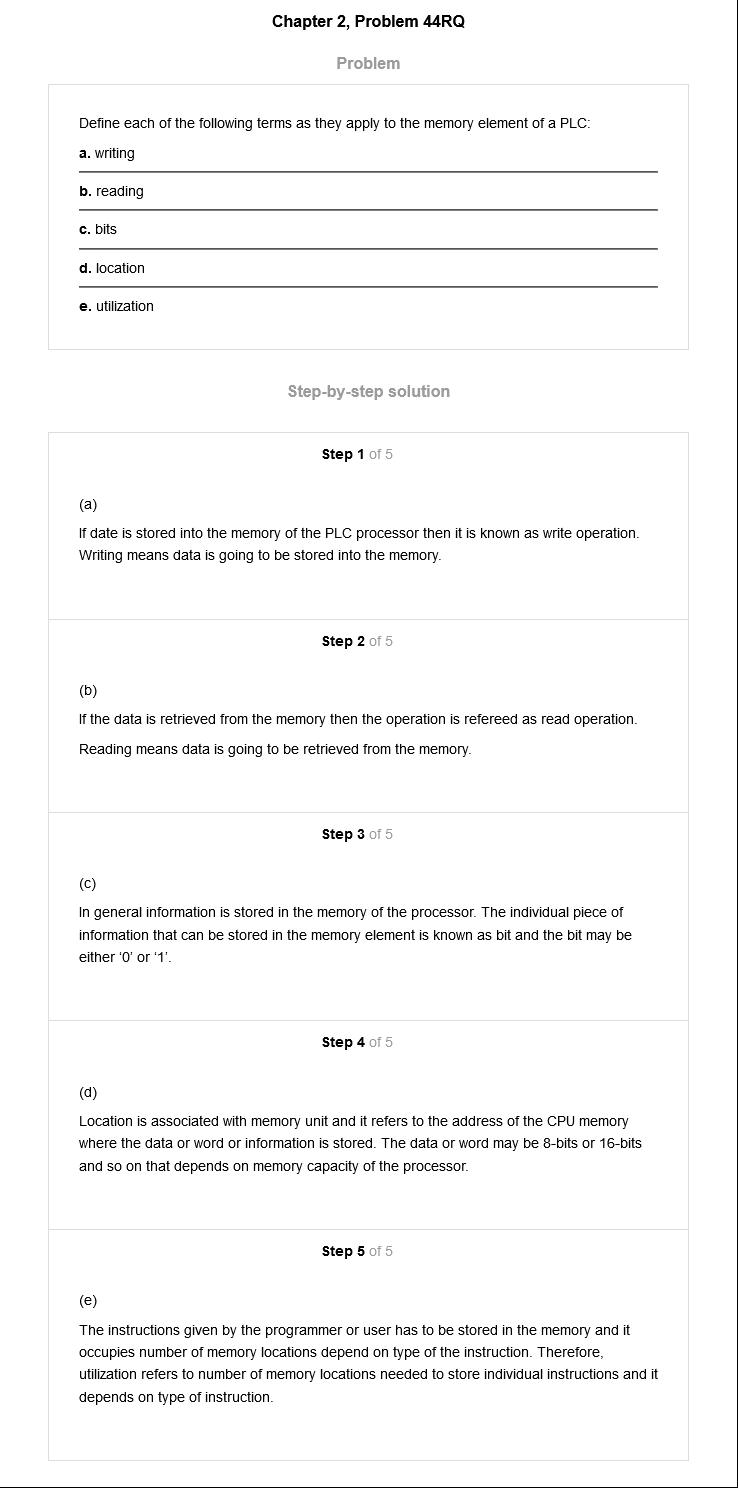 Chapter 2, Problem 44RQ
Problem
Define each of the following terms as they apply to the memory element of a PLC:
a. writing
b. reading
c. bits
d. location
e. utilization
Step-by-step solution
Step 1 of 5
(a)
If date is stored into the memory of the PLC processor then it is known as write operation.
Writing means data is going to be stored into the memory.
Step 2 of 5
(b)
If the data is retrieved from the memory then the operation is refereed as read operation.
Reading means data is going to be retrieved from the memory.
Step 3 of 5
(c)
In general information is stored in the memory of the processor. The individual piece of
information that can be stored in the memory element is known as bit and the bit may be
either ‘0’ or ‘1’.
Step 4 of 5
(d)
Location is associated with memory unit and it refers to the address of the CPU memory
where the data or word or information is stored. The data or word may be 8-bits or 16-bits
and so on that depends on memory capacity of the processor.
Step 5 of 5
(e)
The instructions given by the programmer or user has to be stored in the memory and it
occupies number of memory locations depend on type of the instruction. Therefore,
utilization refers to number of memory locations needed to store individual instructions and it
depends on type of instruction.